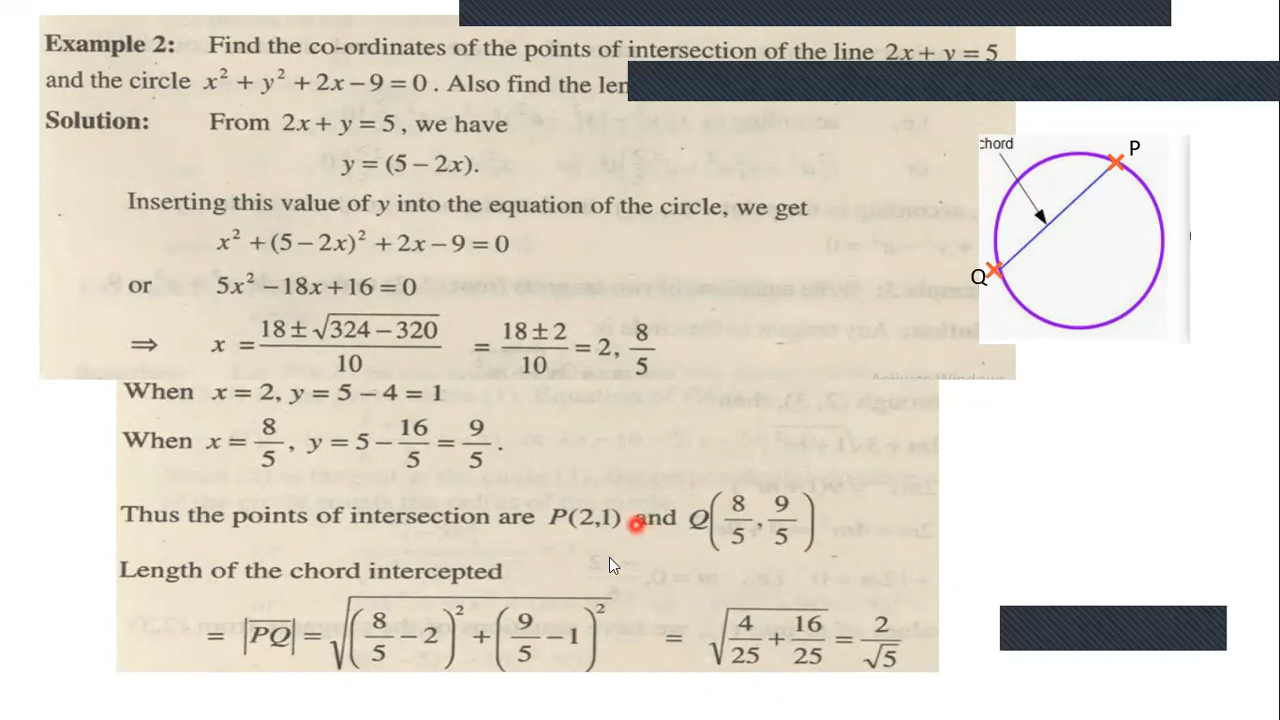 Example 2: Find the co-ordinates of the points of intersection of the line 2x + y = 5
and the circle x² + y² + 2x − 9 = 0 . Also find the len
Solution: From 2x + y = 5 , we have
y = (5 − 2x).
Inserting this value of y into the equation of the circle, we get
x² + (5 − 2x)² + 2x − 9 = 0
or 5x² − 18x + 16 = 0
⇒ x = (18 ± √(324 − 320))/10 = (18 ± 2)/10 = 2, 8/5
When x = 2, y = 5 − 4 = 1
When x = 8/5 , y = 5 − 16/5 = 9/5 .
Thus the points of intersection are P(2,1) and Q(8/5, 9/5)
Length of the chord intercepted
= |PQ| = √((8/5 − 2)² + (9/5 − 1)²) = √(4/25 + 16/25) = 2/√5
chord
P
Q